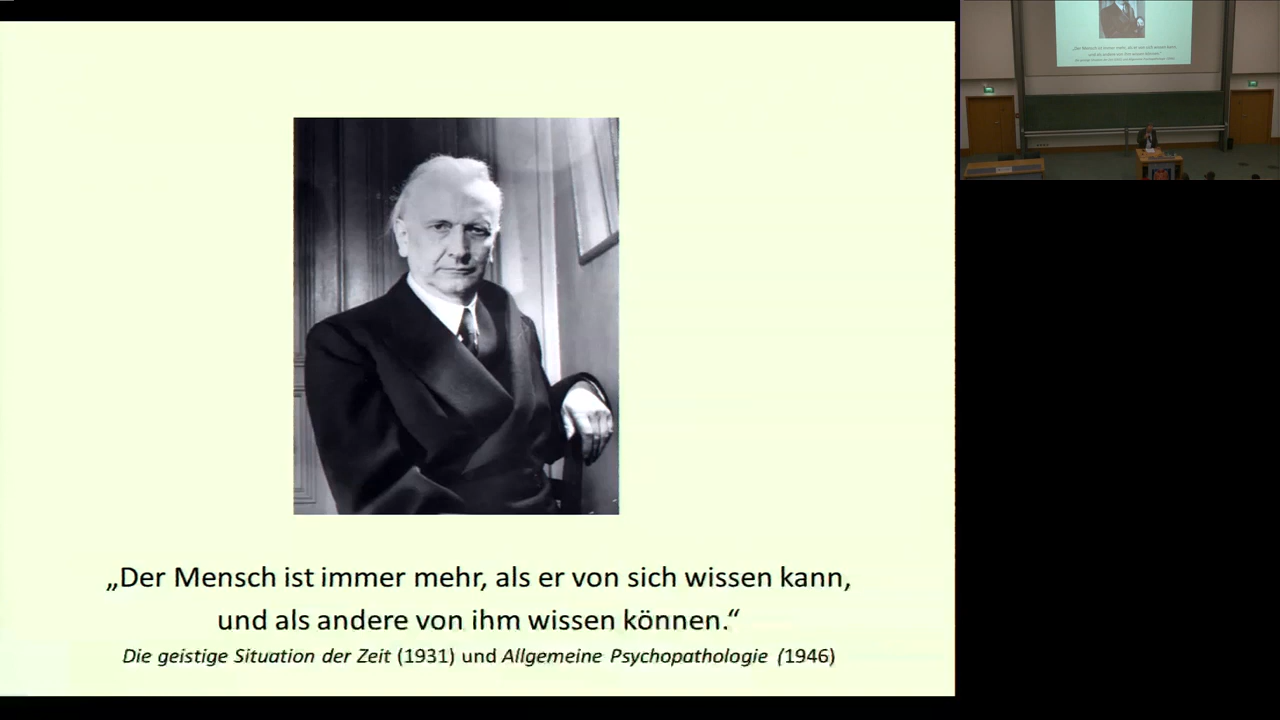 „Der Mensch ist immer mehr, als er von sich wissen kann,
und als andere von ihm wissen können.“
Die geistige Situation der Zeit (1931) und Allgemeine Psychopathologie (1946)